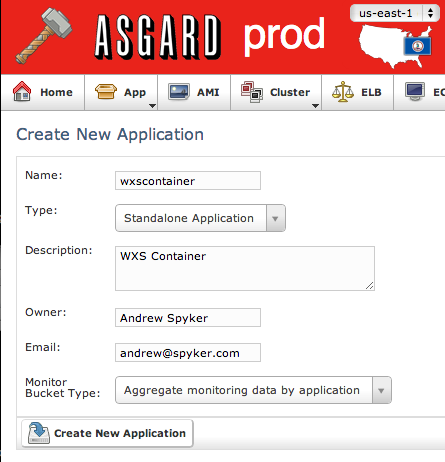 ASGARD prod us-east-1
Home App AMI Cluster ELB
Create New Application
Name: wxscontainer
Type: Standalone Application
Description: WXS Container
Owner: Andrew Spyker
Email: andrew@spyker.com
Monitor
Bucket Type: Aggregate monitoring data by application
Create New Application